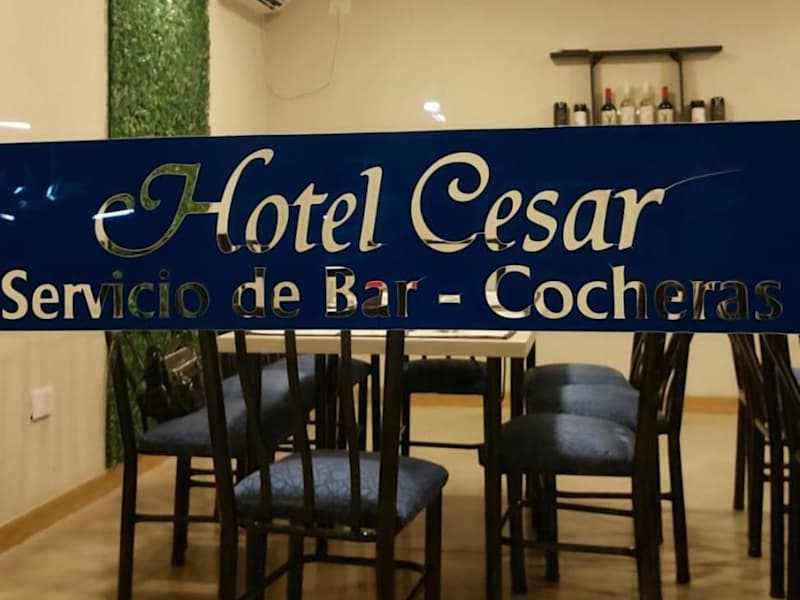 Hotel Cesar
Servicio de Bar - Cocheras